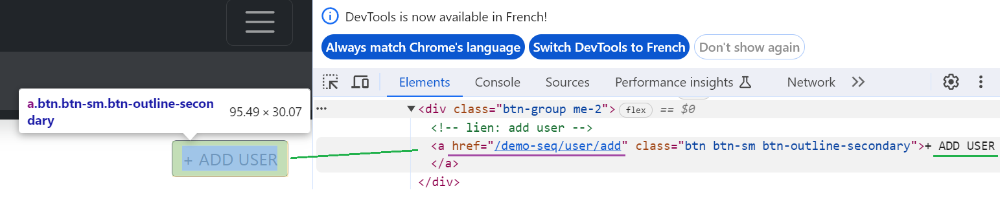 DevTools is now available in French!
Always match Chrome's language
Switch DevTools to French
Don't show again
Elements
Console
Sources
Performance insights
Network
a.btn.btn-sm.btn-outline-secon
dary
95.49 × 30.07
+ ADD USER
<div class="btn-group me-2"> flex == $0
<!-- lien: add user -->
<a href="/demo-seq/user/add" class="btn btn-sm btn-outline-secondary">+ ADD USER
</a>
</div>